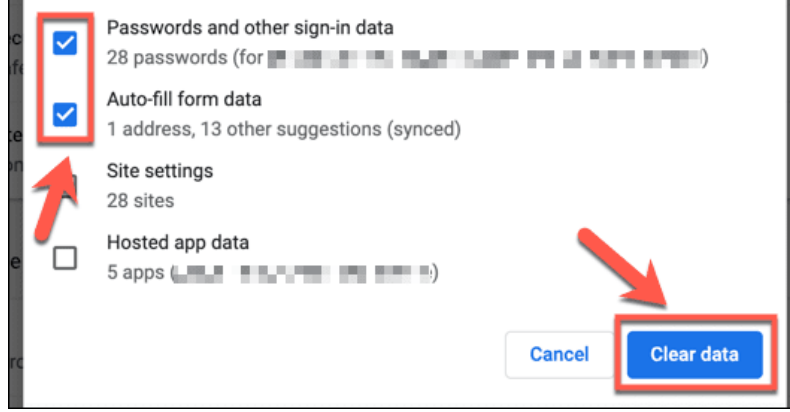 Passwords and other sign-in data
28 passwords (for )
Auto-fill form data
1 address, 13 other suggestions (synced)
Site settings
28 sites
Hosted app data
5 apps ( )
Cancel
Clear data